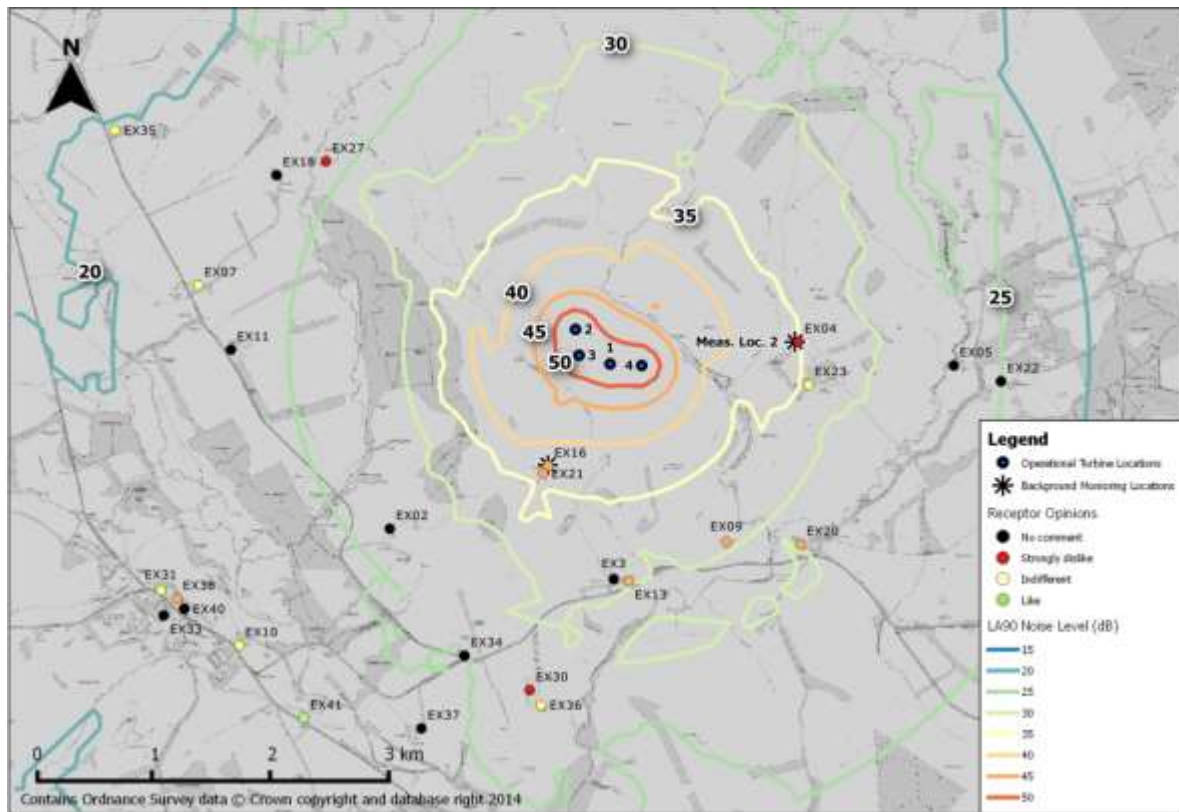 N
30
EX35
EX27
EX18
35
20
EX07
40
25
45
2
EX11
50
3
1
4
Meas. Loc. 2
EX04
EX05
EX23
EX22
EX16
EX21
EX02
EX09
EX20
EX3
EX13
EX31
EX38
EX40
EX33
EX10
EX34
EX30
EX36
EX41
EX37
0
1
2
3 km
Contains Ordnance Survey data © Crown copyright and database right 2014
Legend
Operational Turbine Locations
Background Monitoring Locations
Receptor Opinions
No comment
Strongly dislike
Indifferent
Like
LA90 Noise Level (dB)
15
20
25
30
35
40
45
50